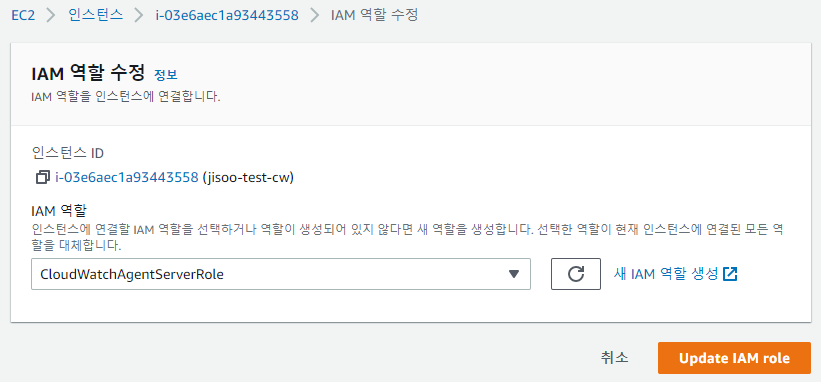 EC2 > 인스턴스 > i-03e6aec1a93443558 > IAM 역할 수정
IAM 역할 수정 정보
IAM 역할을 인스턴스에 연결합니다.
인스턴스 ID
i-03e6aec1a93443558 (jisoo-test-cw)
IAM 역할
인스턴스에 연결할 IAM 역할을 선택하거나 역할이 생성되어 있지 않다면 새 역할을 생성합니다. 선택한 역할이 현재 인스턴스에 연결된 모든 역
할을 대체합니다.
CloudWatchAgentServerRole 새 IAM 역할 생성
취소 Update IAM role